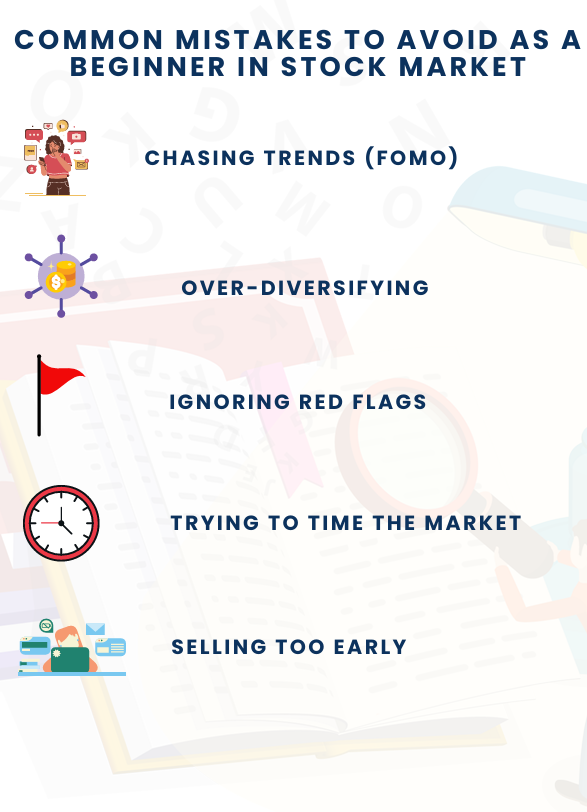 COMMON MISTAKES TO AVOID AS A
BEGINNER IN STOCK MARKET
CHASING TRENDS (FOMO)
OVER-DIVERSIFYING
IGNORING RED FLAGS
TRYING TO TIME THE MARKET
SELLING TOO EARLY